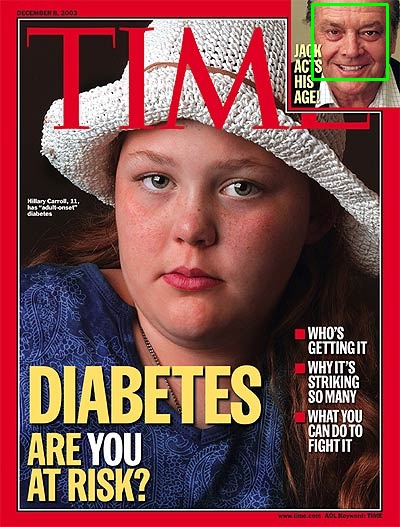 DECEMBER 8, 2003
TIME
JACK
ACTS
HIS
AGE!
Hillary Carroll, 11,
has "adult-onset"
diabetes
WHO'S
GETTING IT
WHY IT'S
STRIKING
SO MANY
WHAT YOU
CAN DO TO
FIGHT IT
DIABETES
ARE YOU
AT RISK?
www.time.com AOL Keyword: TIME